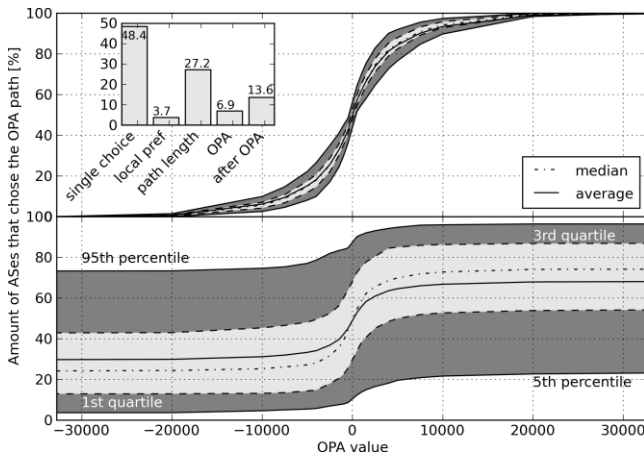 Amount of ASes that chose the OPA path [%]
100
80
60
40
20
100
80
60
40
20
0
50
40
30
20
10
0
48.4
3.7
27.2
6.9
13.6
single choice
local pref
path length
OPA
after OPA
median
average
95th percentile
3rd quartile
1st quartile
5th percentile
−30000
−20000
−10000
0
10000
20000
30000
OPA value